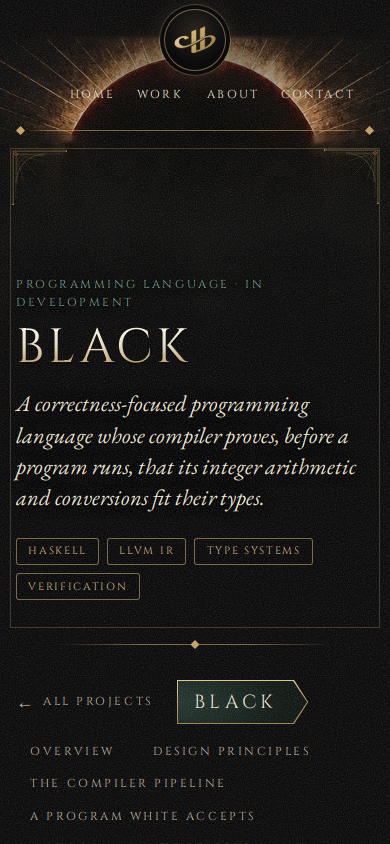 HOME WORK ABOUT CONTACT
PROGRAMMING LANGUAGE · IN
DEVELOPMENT
BLACK
A correctness-focused programming
language whose compiler proves, before a
program runs, that its integer arithmetic
and conversions fit their types.
HASKELL LLVM IR TYPE SYSTEMS
VERIFICATION
← ALL PROJECTS BLACK
OVERVIEW DESIGN PRINCIPLES
THE COMPILER PIPELINE
A PROGRAM WHITE ACCEPTS